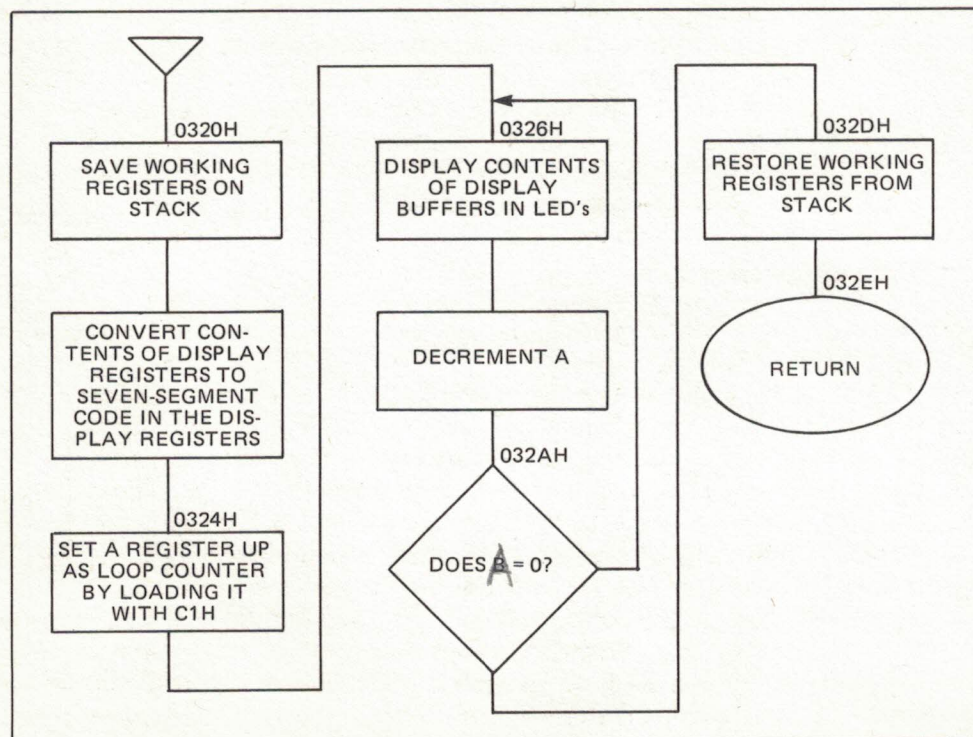 0320H
SAVE WORKING
REGISTERS ON
STACK
CONVERT CON-
TENTS OF DISPLAY
REGISTERS TO
SEVEN-SEGMENT
CODE IN THE DIS-
PLAY REGISTERS
0324H
SET A REGISTER UP
AS LOOP COUNTER
BY LOADING IT
WITH C1H
0326H
DISPLAY CONTENTS
OF DISPLAY
BUFFERS IN LED's
DECREMENT A
032AH
DOES A = 0?
032DH
RESTORE WORKING
REGISTERS FROM
STACK
032EH
RETURN